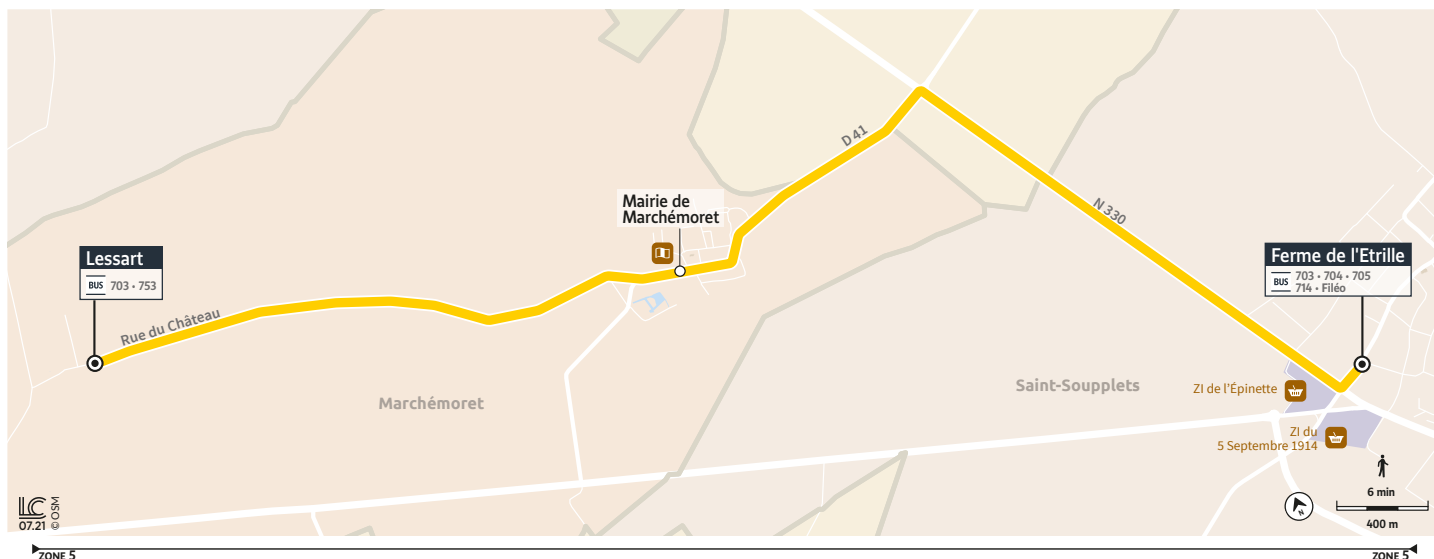 D 41
Mairie de
Marchémoret
N 330
Lessart
BUS 703 • 753
Ferme de l'Etrille
BUS 703 • 704 • 705
714 • Filéo
Rue du Château
Marchémoret
Saint-Soupplets
ZI de l'Épinette
ZI du
5 Septembre 1914
LC
07.21
© OSM
N
6 min
400 m
ZONE 5
ZONE 5